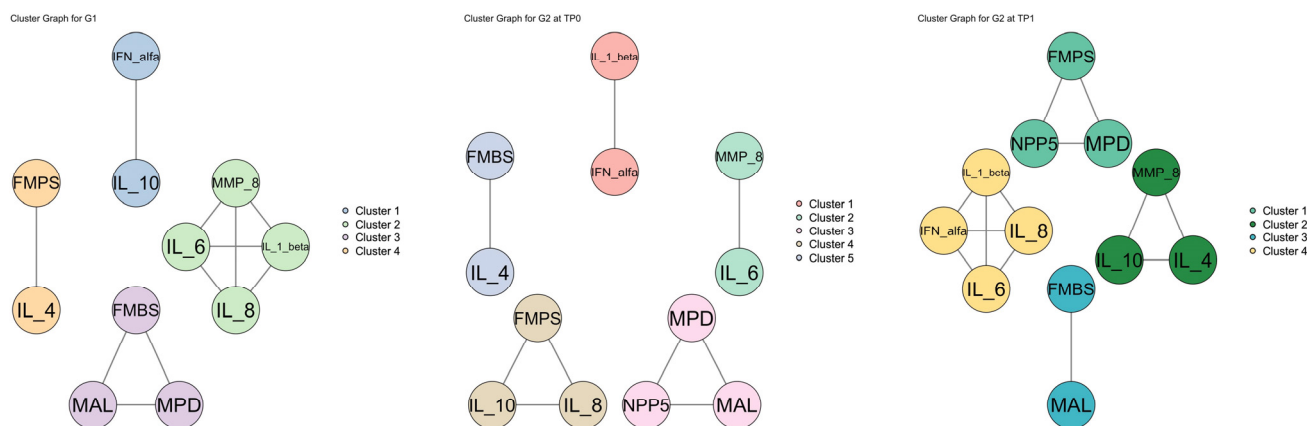 Cluster Graph for G1
IFN_alfa
FMPS
IL_10
MMP_8
IL_6
IL_1_beta
IL_4
FMBS
IL_8
MAL
MPD
Cluster 1
Cluster 2
Cluster 3
Cluster 4
Cluster Graph for G2 at TP0
IL_1_beta
FMBS
IFN_alfa
MMP_8
IL_4
IL_6
FMPS
MPD
IL_10
IL_8
NPP5
MAL
Cluster 1
Cluster 2
Cluster 3
Cluster 4
Cluster 5
Cluster Graph for G2 at TP1
FMPS
NPP5
MPD
IL_1_beta
MMP_8
IFN_alfa
IL_8
IL_10
IL_4
IL_6
FMBS
MAL
Cluster 1
Cluster 2
Cluster 3
Cluster 4